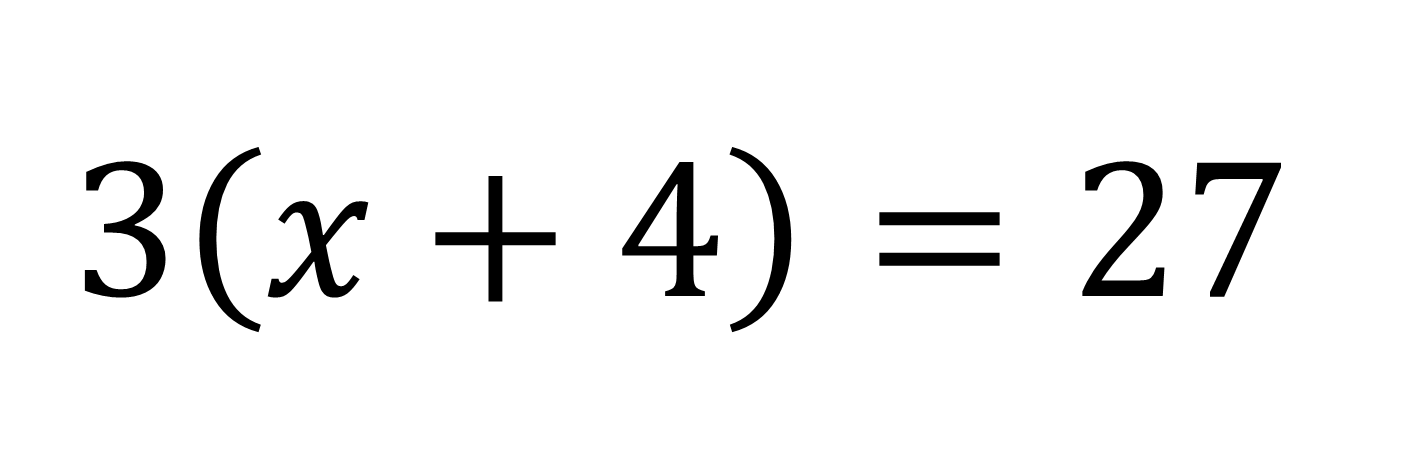 3(x + 4) = 27